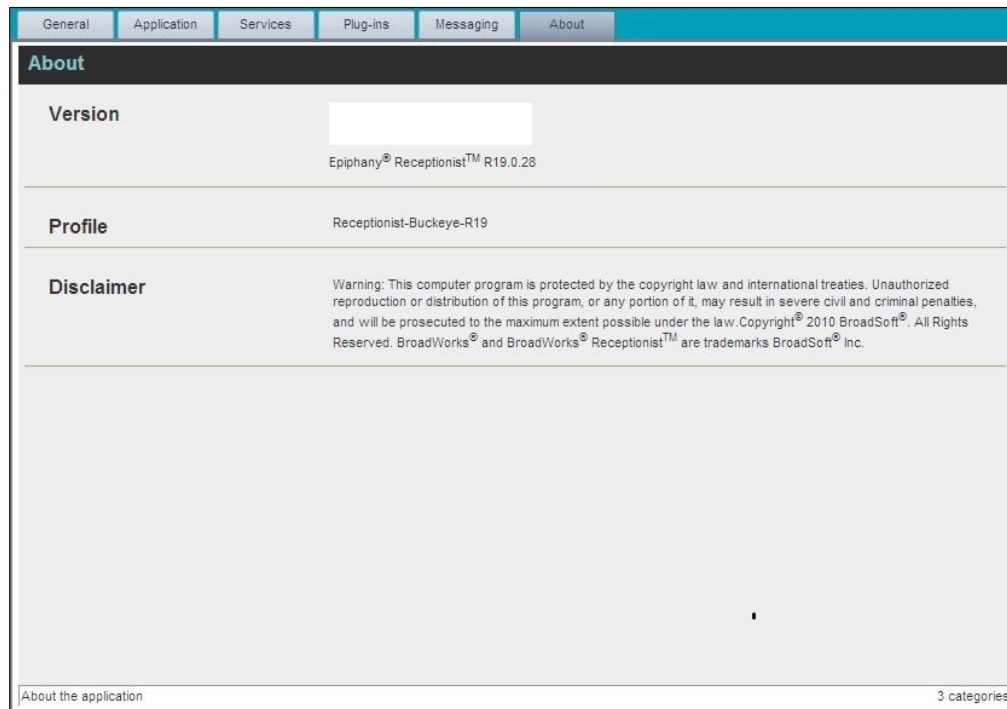 General Application Services Plug-ins Messaging About
About
Version
Epiphany® Receptionist™ R19.0.28
Profile
Receptionist-Buckeye-R19
Disclaimer
Warning: This computer program is protected by the copyright law and international treaties. Unauthorized
reproduction or distribution of this program, or any portion of it, may result in severe civil and criminal penalties,
and will be prosecuted to the maximum extent possible under the law.Copyright® 2010 BroadSoft®. All Rights
Reserved. BroadWorks® and BroadWorks® Receptionist™ are trademarks BroadSoft® Inc.
About the application
3 categories